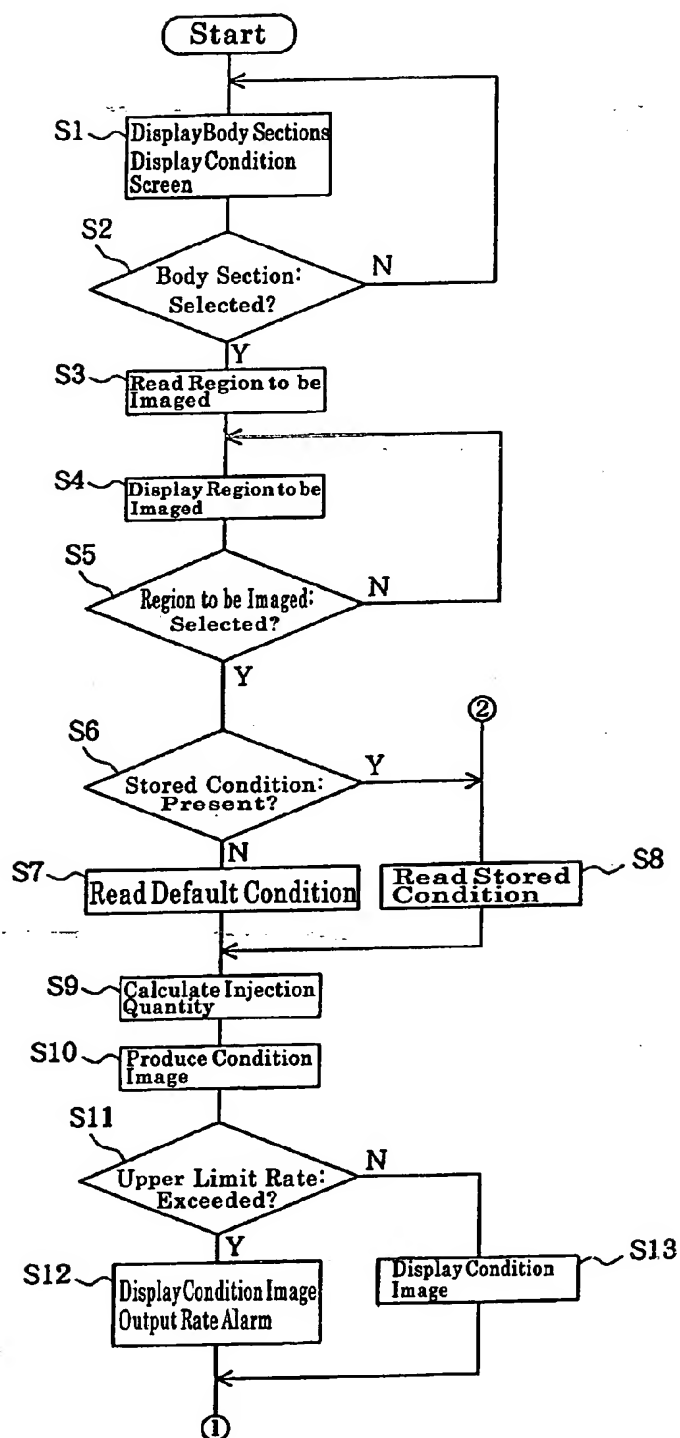 Start
S1
Display Body Sections
Display Condition
Screen
S2
Body Section:
Selected?
N
Y
S3
Read Region to be
Imaged
S4
Display Region to be
Imaged
S5
Region to be Imaged:
Selected?
N
Y
②
S6
Stored Condition:
Present?
Y
N
S7
Read Default Condition
S8
Read Stored
Condition
S9
Calculate Injection
Quantity
S10
Produce Condition
Image
S11
Upper Limit Rate:
Exceeded?
N
Y
S12
Display Condition Image
Output Rate Alarm
S13
Display Condition
Image
①